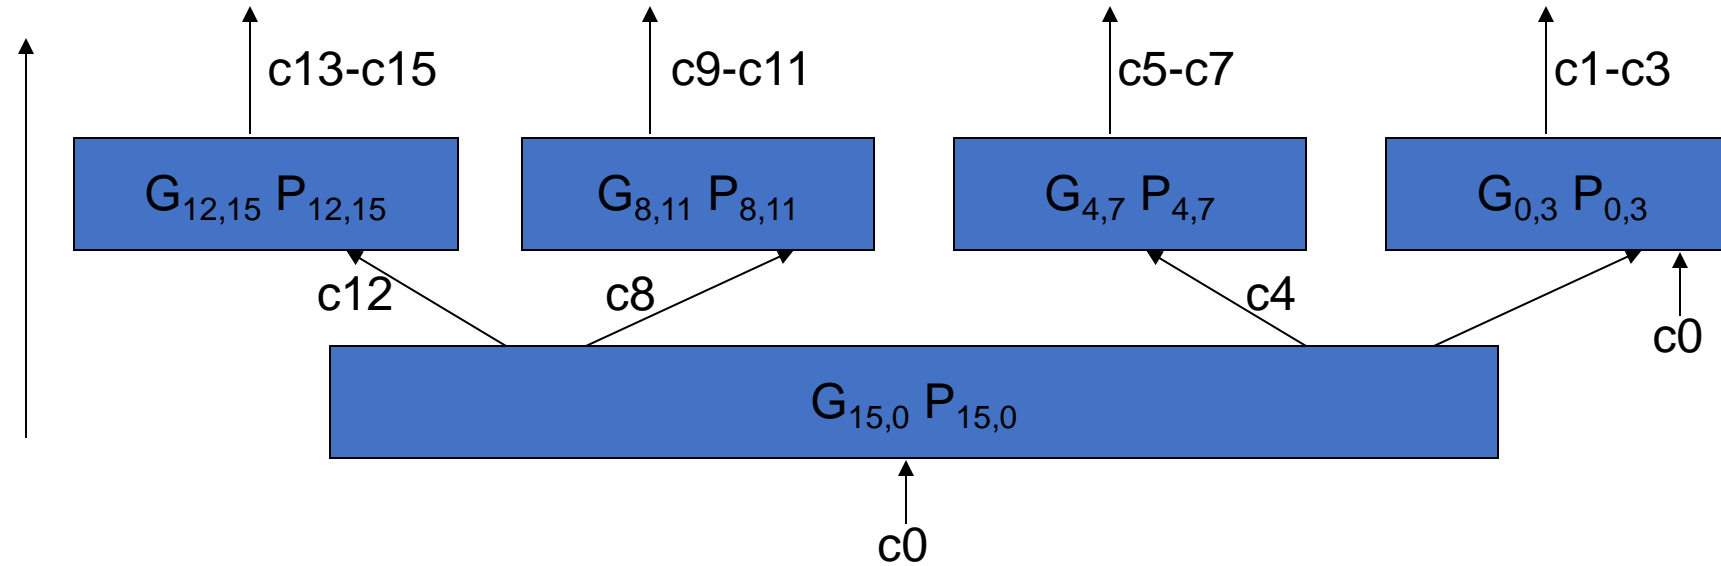 c13-c15 c9-c11 c5-c7 c1-c3
G12,15 P12,15 G8,11 P8,11 G4,7 P4,7 G0,3 P0,3
c12 c8 c4
c0
G15,0 P15,0
c0